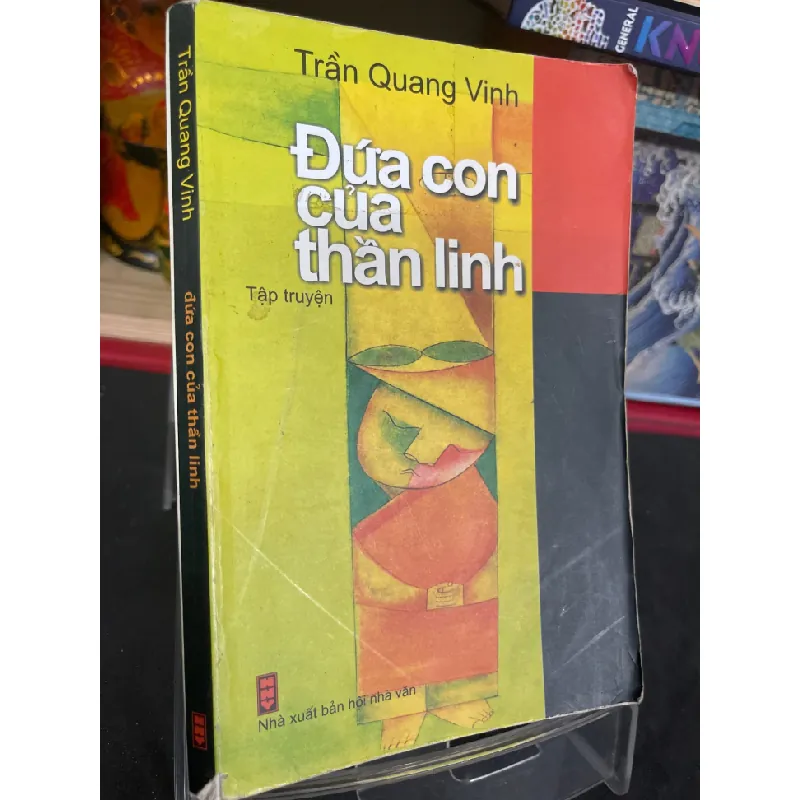 Trần Quang Vinh
Đứa con
của
thần linh
Tập truyện
Nhà xuất bản hội nhà văn
Trần Quang Vinh
đứa con của thần linh
GENERAL
KN